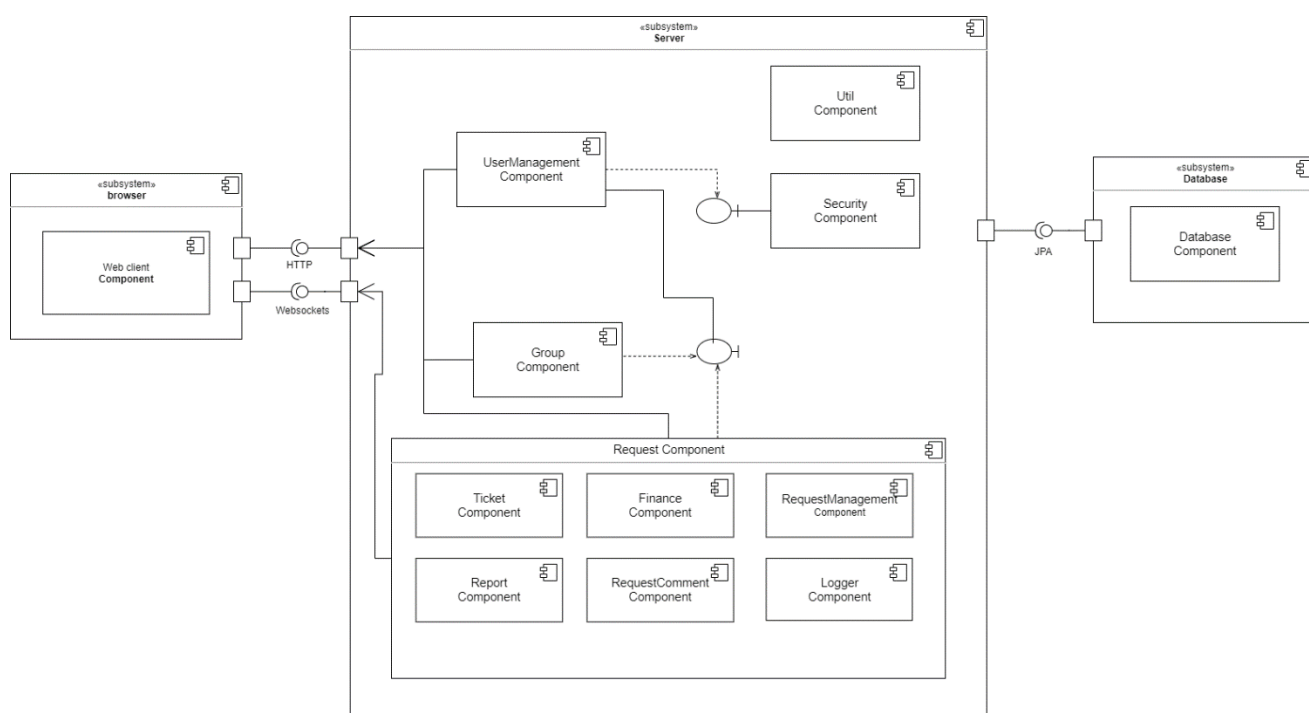 «subsystem»
Server
Util
Component
UserManagement
Component
«subsystem»
browser
Web client
Component
HTTP
Websockets
Security
Component
«subsystem»
Database
Database
Component
JPA
Group
Component
Request Component
Ticket
Component
Finance
Component
RequestManagement
Component
Report
Component
RequestComment
Component
Logger
Component